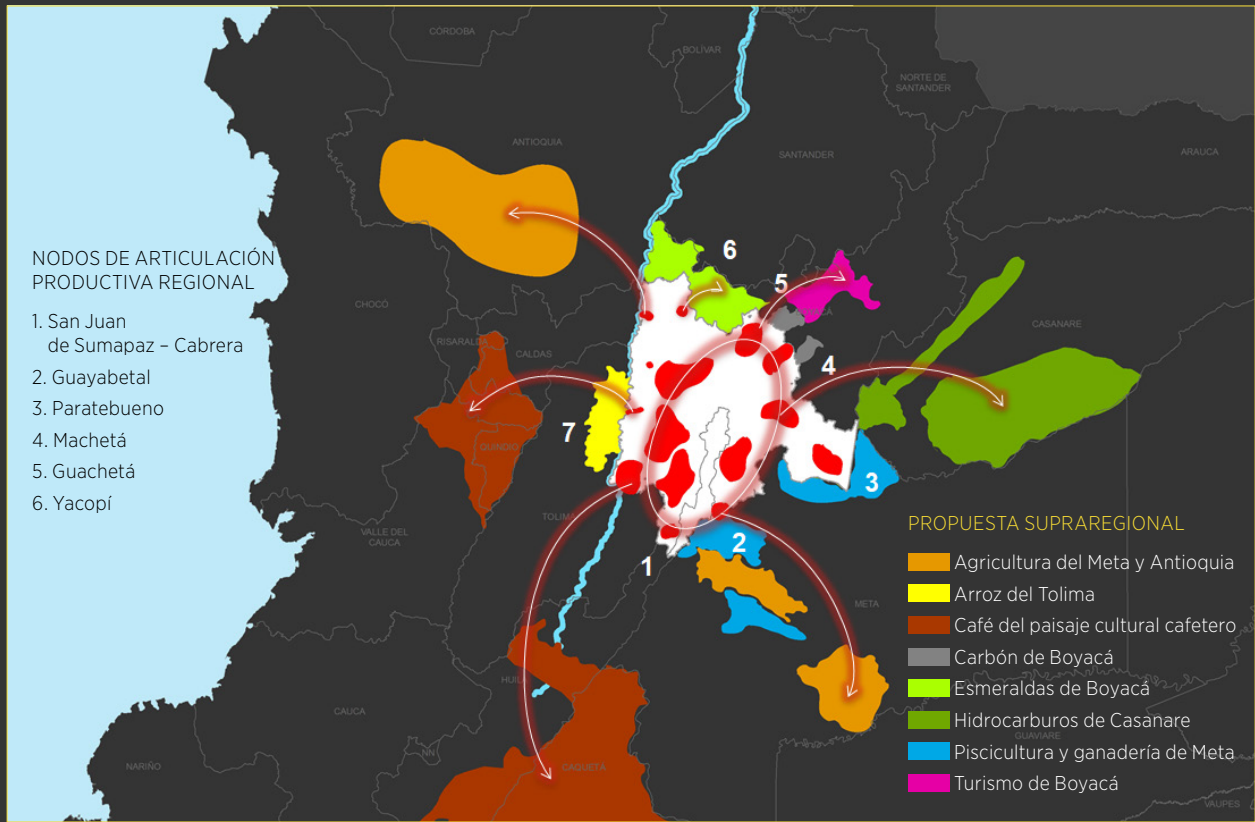 CÓRDOBA
BOLÍVAR
CESAR
NORTE DE
SANTANDER
ANTIOQUIA
SANTANDER
ARAUCA
NODOS DE ARTICULACIÓN
PRODUCTIVA REGIONAL
1. San Juan
de Sumapaz – Cabrera
2. Guayabetal
3. Paratebueno
4. Machetá
5. Guachetá
6. Yacopí
6
5
CHOCÓ
CASANARE
RISARALDA
CALDAS
4
7
QUINDIO
3
TOLIMA
VALLE DEL
CAUCA
2
1
META
HUILA
CAUCA
GUAVIARE
NN
CAQUETA
NARIÑO
VAUPES
PROPUESTA SUPRAREGIONAL
Agricultura del Meta y Antioquia
Arroz del Tolima
Café del paisaje cultural cafetero
Carbón de Boyacá
Esmeraldas de Boyacá
Hidrocarburos de Casanare
Piscicultura y ganadería de Meta
Turismo de Boyacá